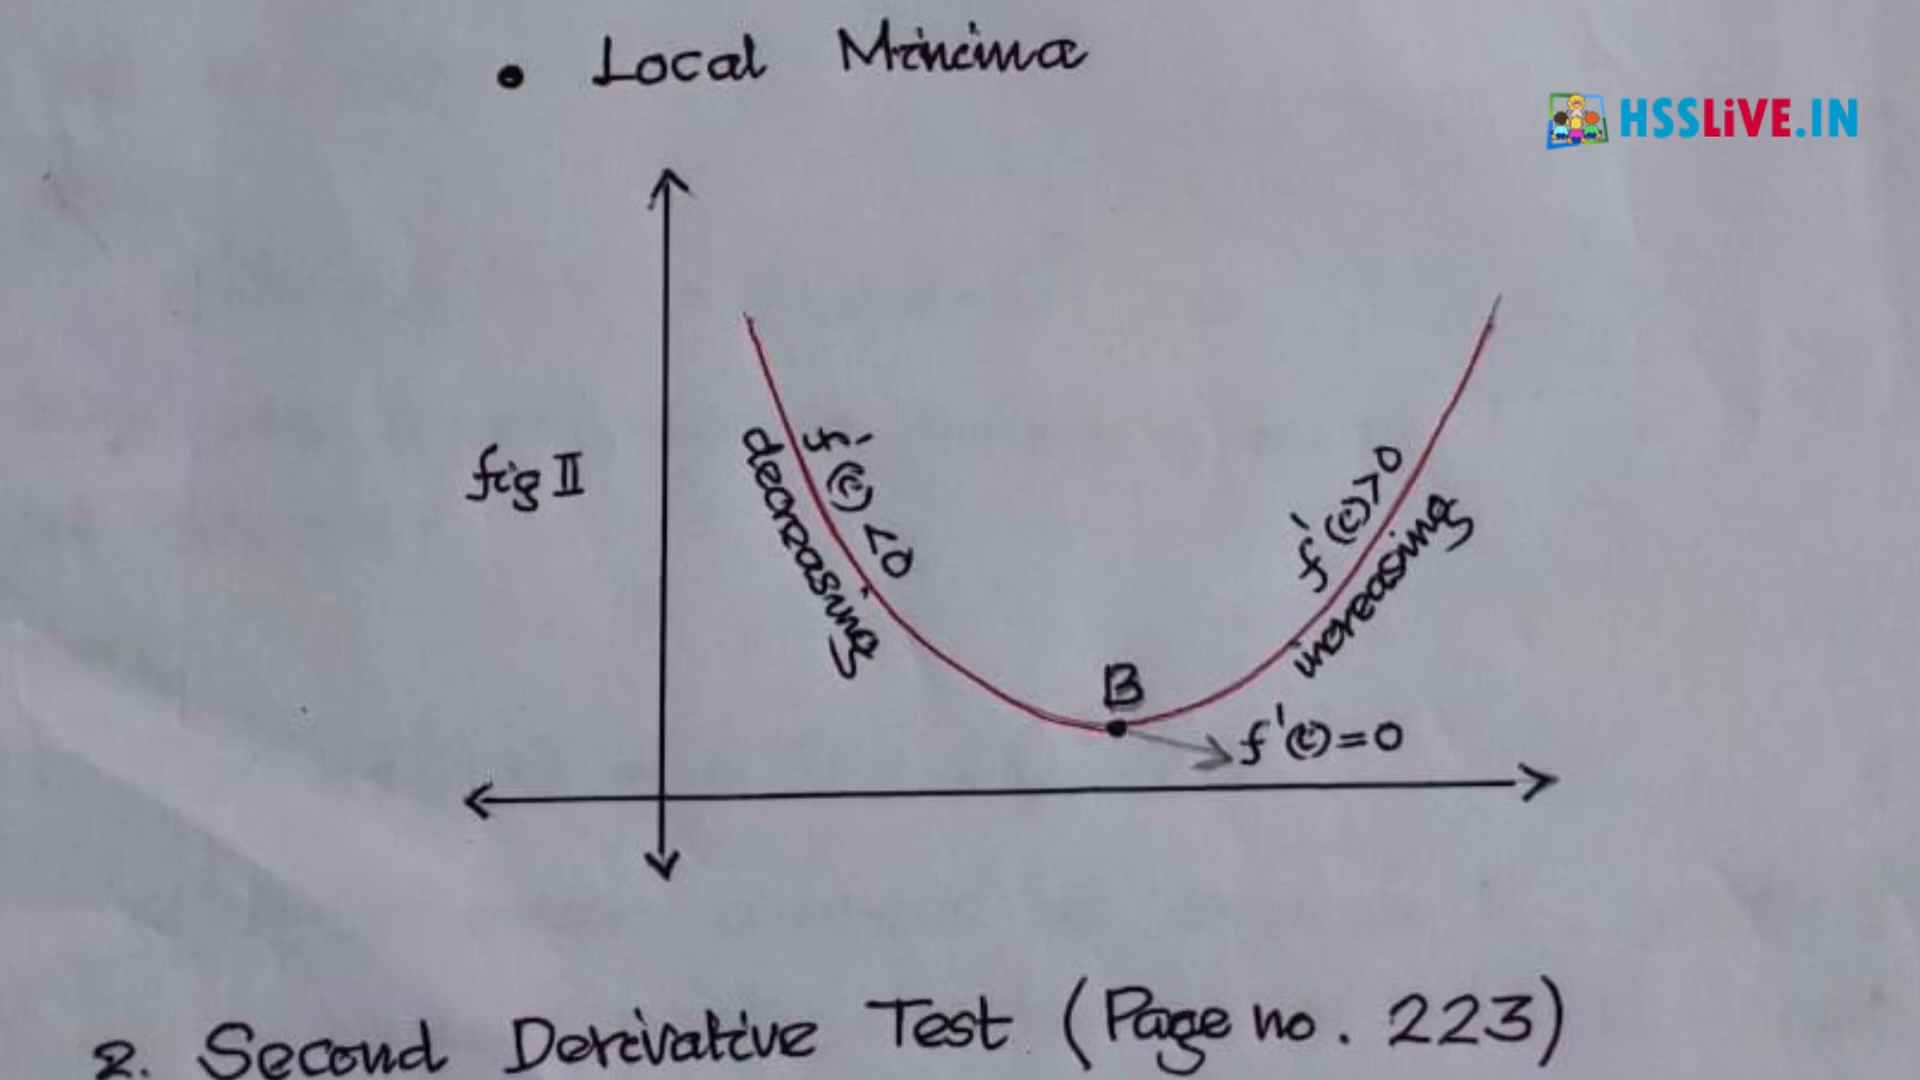 • Local Minima
HSSLiVE.IN
fig II
f'(c) <0
decreasing
f'(c)>0
increasing
B
f'(c)=0
2. Second Derivative Test (Page no. 223)